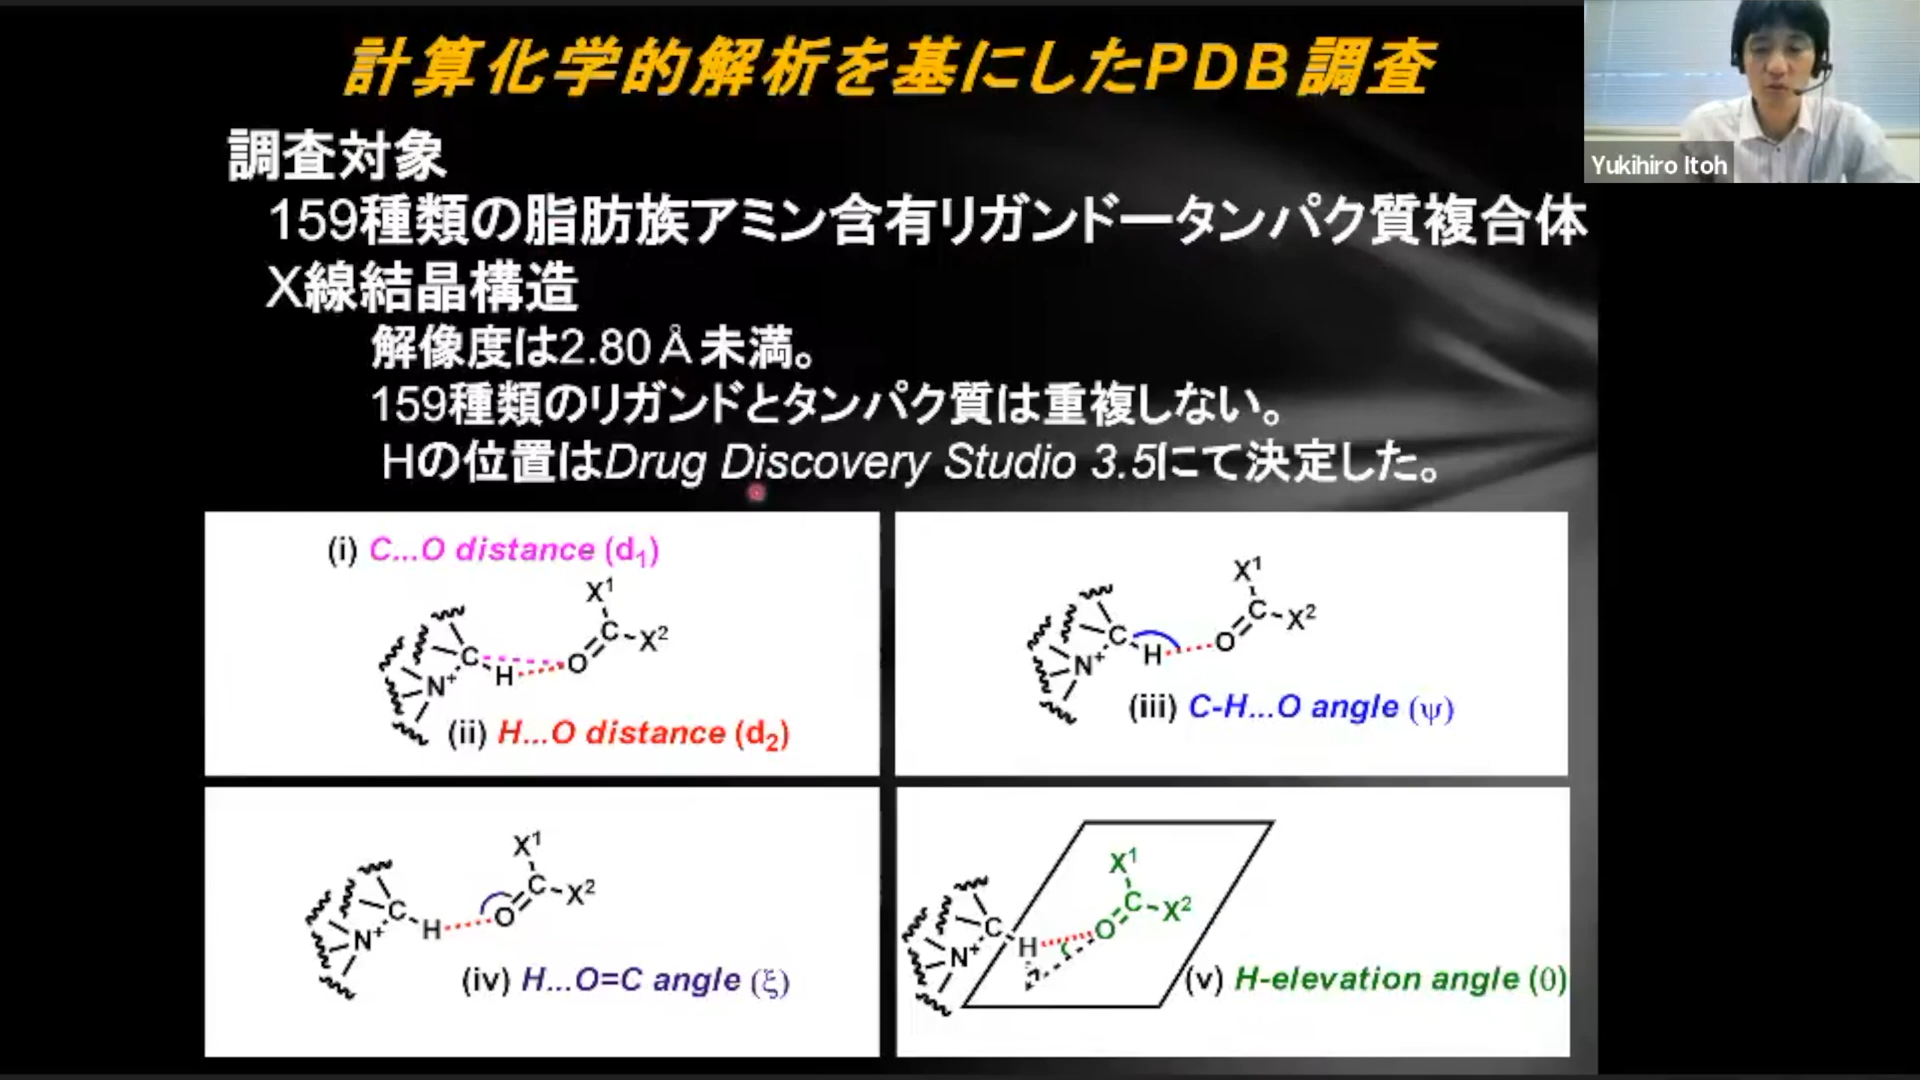 計算化学的解析を基にしたPDB調査
Yukihiro Itoh
調査対象
159種類の脂肪族アミン含有リガンドータンパク質複合体
X線結晶構造
解像度は2.80Å未満。
159種類のリガンドとタンパク質は重複しない。
Hの位置はDrug Discovery Studio 3.5にて決定した。
(i) C...O distance (d₁)
X¹
C
X²
C
O
H
N⁺
(ii) H...O distance (d₂)
X¹
C
X²
C
O
H
N⁺
(iii) C-H...O angle (ψ)
X¹
C
X²
C
O
H
N⁺
(iv) H...O=C angle (ξ)
X¹
C
X²
C
O
H
N⁺
(v) H-elevation angle (θ)